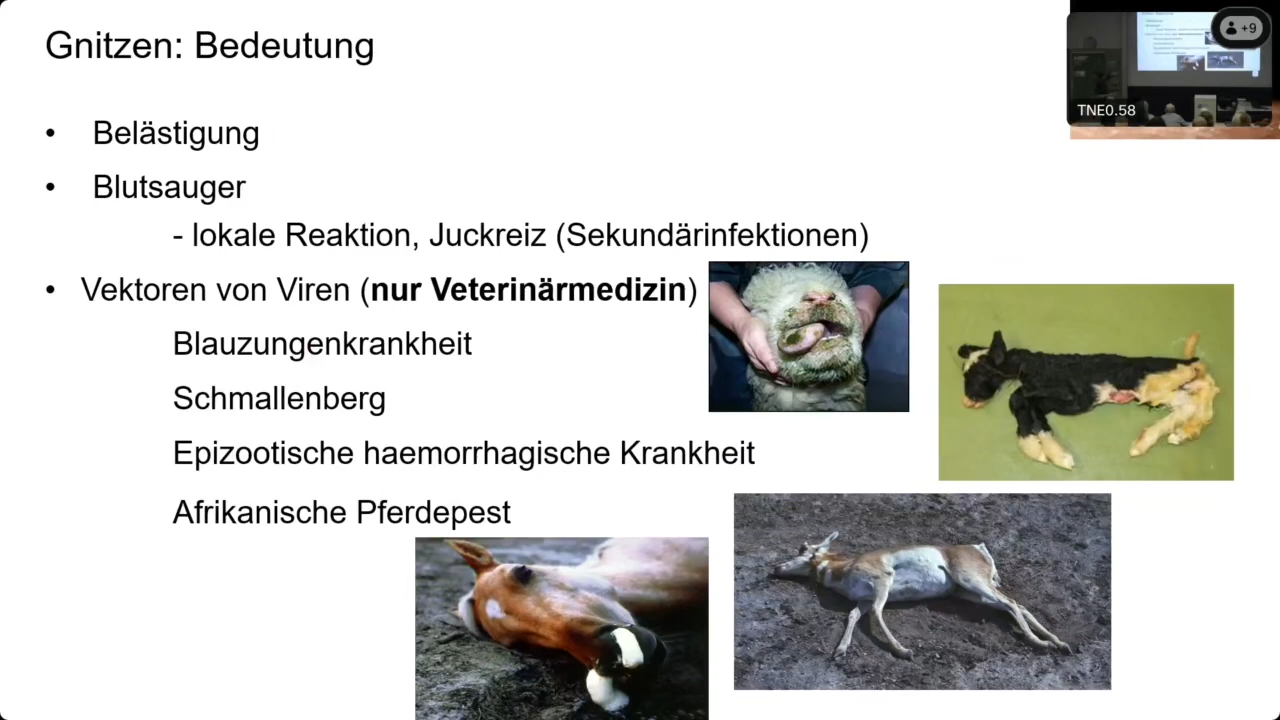 Gnitzen: Bedeutung
+9
TNE0.58
• Belästigung
• Blutsauger
- lokale Reaktion, Juckreiz (Sekundärinfektionen)
• Vektoren von Viren (nur Veterinärmedizin)
Blauzungenkrankheit
Schmallenberg
Epizootische haemorrhagische Krankheit
Afrikanische Pferdepest